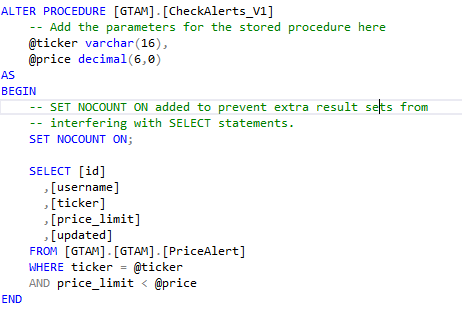 ALTER PROCEDURE [GTAM].[CheckAlerts_V1]
    -- Add the parameters for the stored procedure here
    @ticker varchar(16),
    @price decimal(6,0)
AS
BEGIN
    -- SET NOCOUNT ON added to prevent extra result sets from
    -- interfering with SELECT statements.
    SET NOCOUNT ON;

    SELECT [id]
      ,[username]
      ,[ticker]
      ,[price_limit]
      ,[updated]
    FROM [GTAM].[GTAM].[PriceAlert]
    WHERE ticker = @ticker
    AND price_limit < @price
END